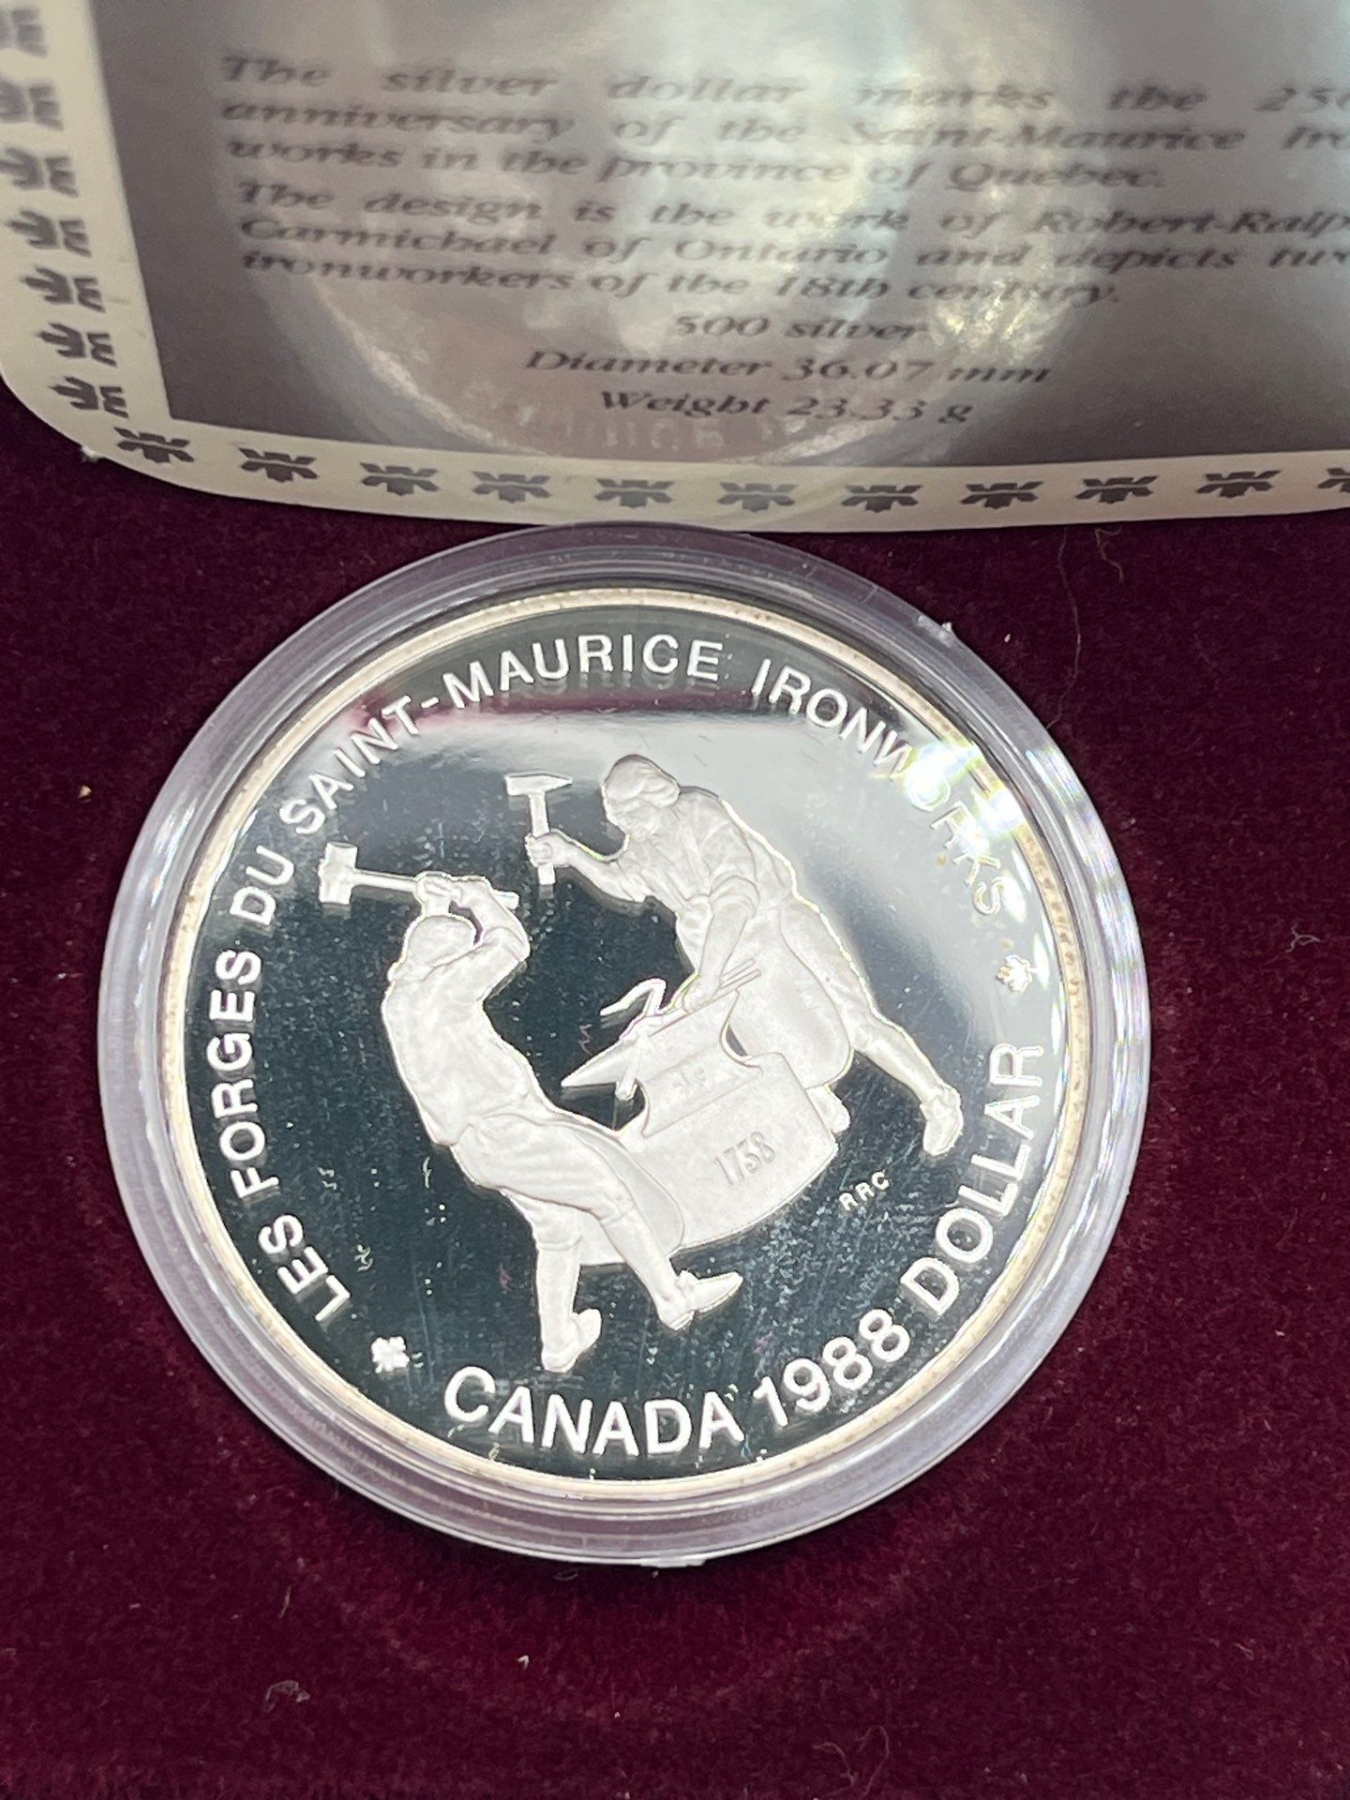 The silver dollar marks the
anniversary of the Saint-Maurice
works in the province of Quebec.
The design is the work of
Carmichael of Ontario and depicts
ironworkers of the 18th century.
500 silver
Diameter 36.07 mm
Weight 23.33 g
LES FORGES DU SAINT-MAURICE IRONWORKS
1738
RRC
CANADA 1988 DOLLAR